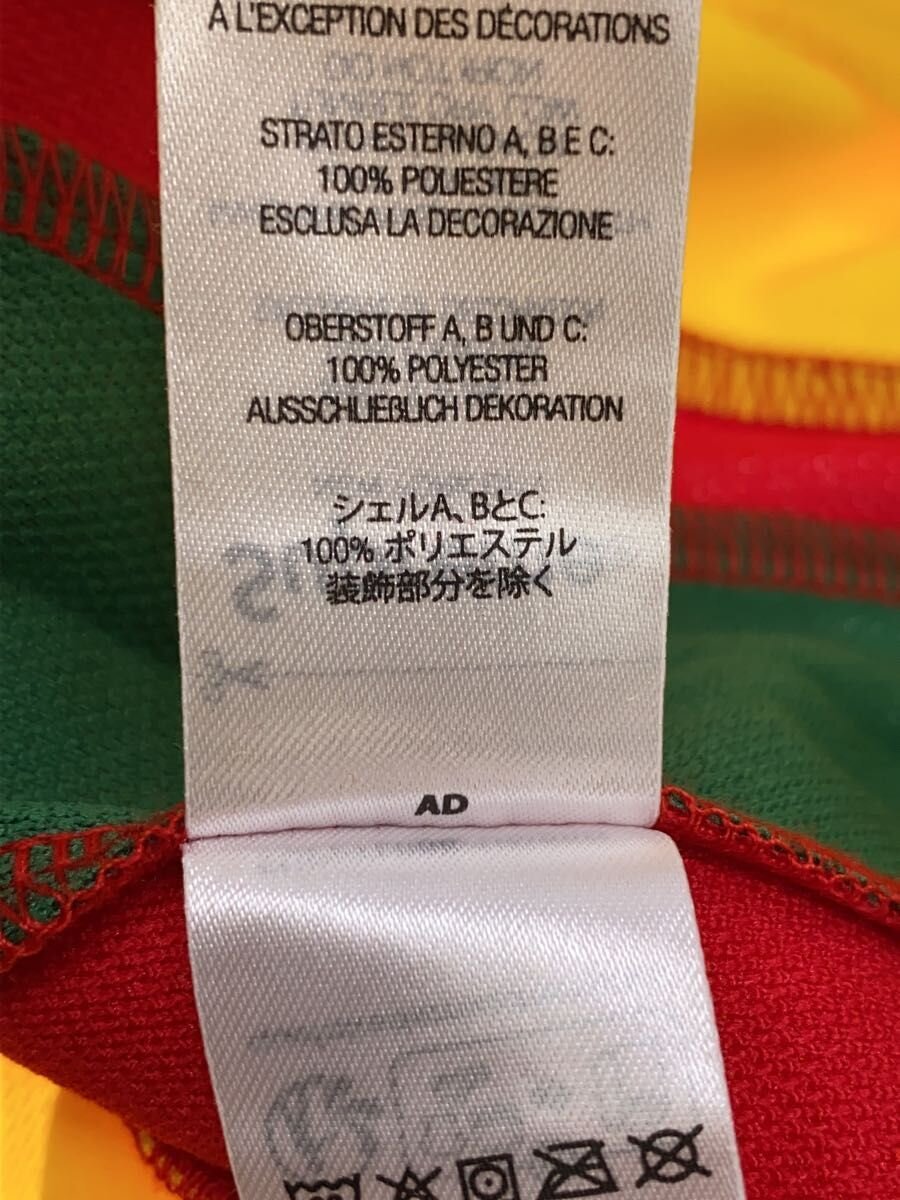 À L'EXCEPTION DES DÉCORATIONS
STRATO ESTERNO A, B E C:
100% POLIESTERE
ESCLUSA LA DECORAZIONE
OBERSTOFF A, B UND C:
100% POLYESTER
AUSSCHLIEßLICH DEKORATION
シェルA、BとC:
100% ポリエステル
装飾部分を除く
AD